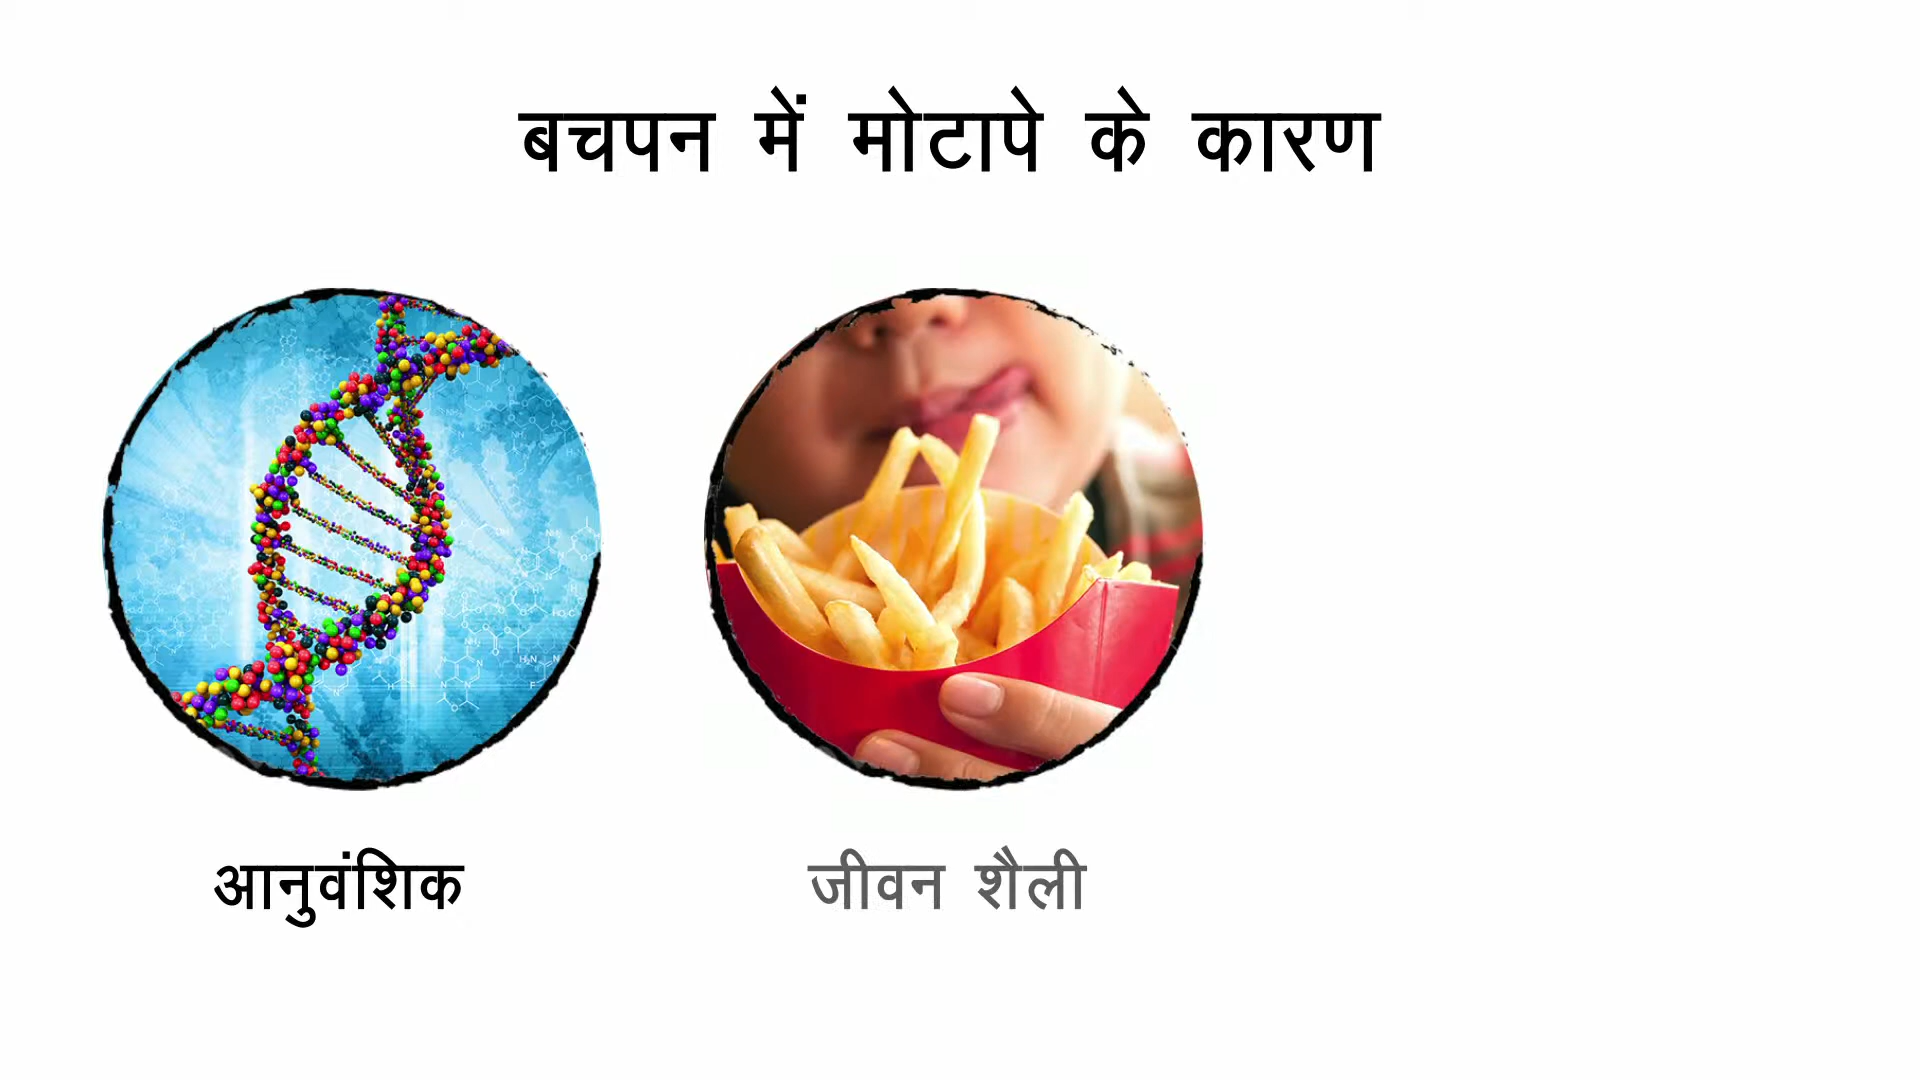 बचपन में मोटापे के कारण
आनुवंशिक
जीवन शैली